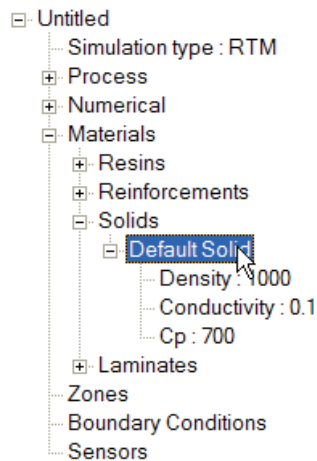 Untitled
Simulation type : RTM
Process
Numerical
Materials
Resins
Reinforcements
Solids
Default Solid
Density : 1000
Conductivity : 0.1
Cp : 700
Laminates
Zones
Boundary Conditions
Sensors